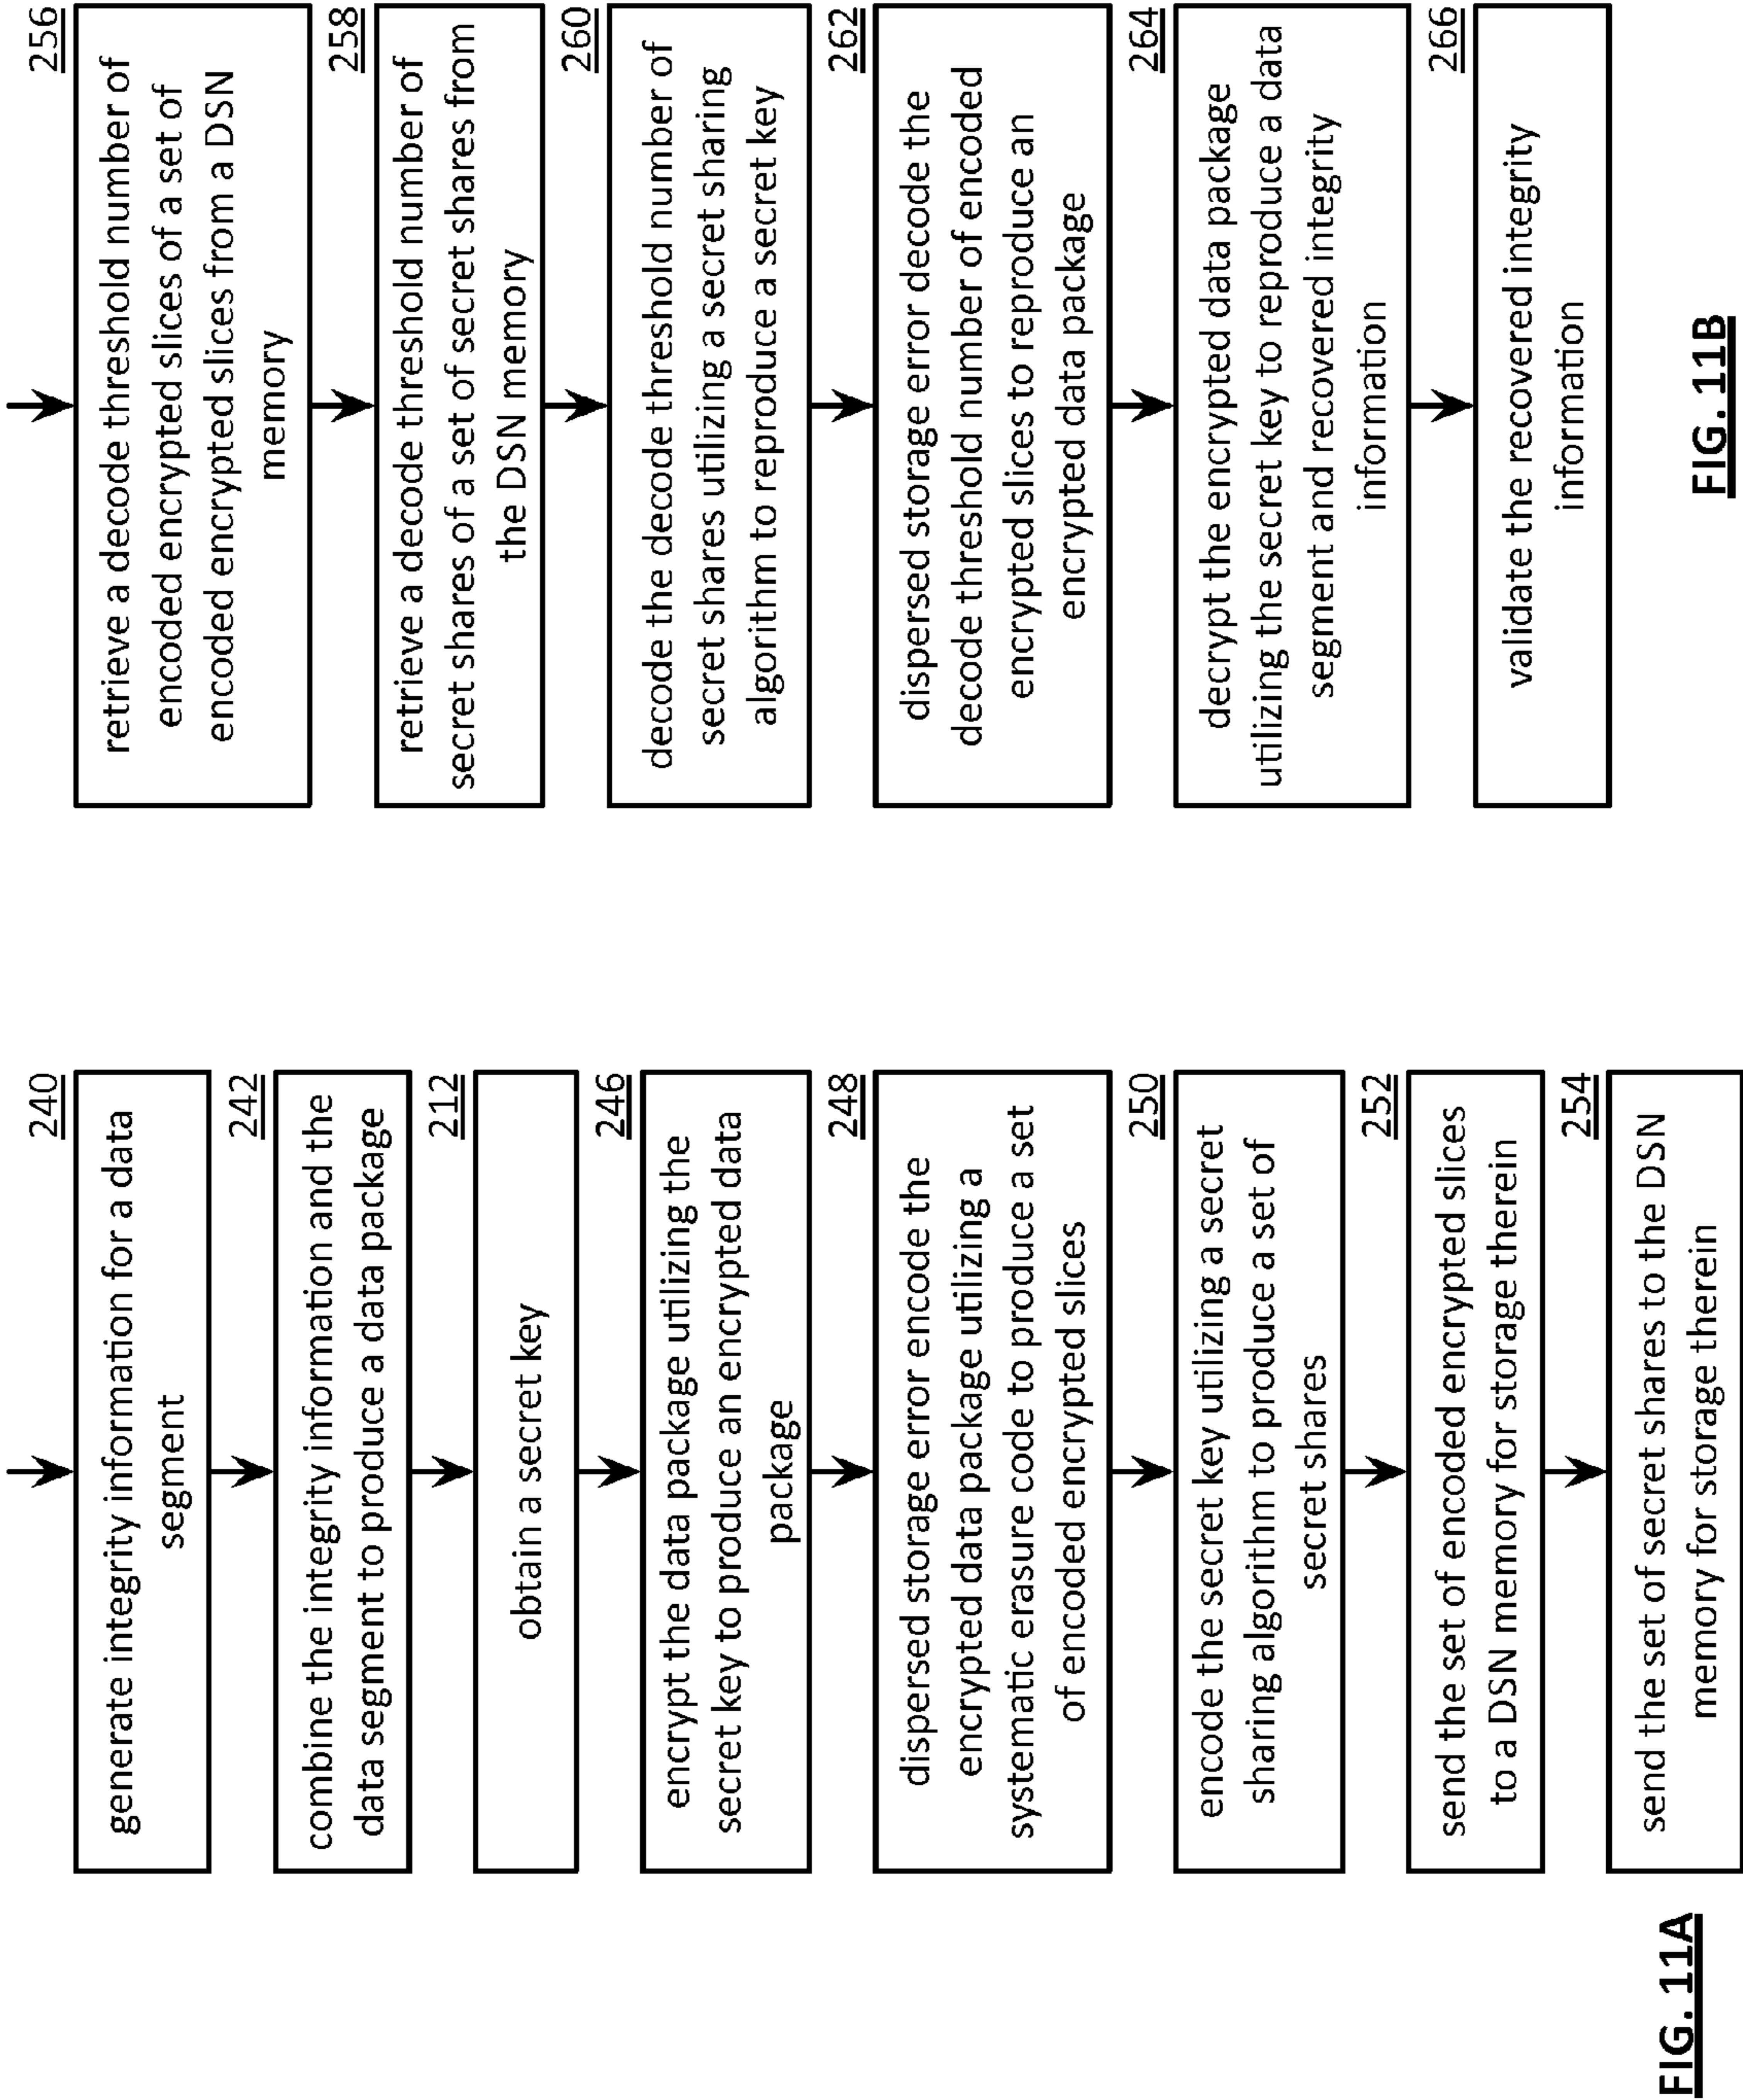 240
generate integrity information for a data
segment
242
combine the integrity information and the
data segment to produce a data package
212
obtain a secret key
246
encrypt the data package utilizing the
secret key to produce an encrypted data
package
248
dispersed storage error encode the
encrypted data package utilizing a
systematic erasure code to produce a set
of encoded encrypted slices
250
encode the secret key utilizing a secret
sharing algorithm to produce a set of
secret shares
252
send the set of encoded encrypted slices
to a DSN memory for storage therein
254
send the set of secret shares to the DSN
memory for storage therein
FIG. 11A
256
retrieve a decode threshold number of
encoded encrypted slices of a set of
encoded encrypted slices from a DSN
memory
258
retrieve a decode threshold number of
secret shares of a set of secret shares from
the DSN memory
260
decode the decode threshold number of
secret shares utilizing a secret sharing
algorithm to reproduce a secret key
262
dispersed storage error decode the
decode threshold number of encoded
encrypted slices to reproduce an
encrypted data package
264
decrypt the encrypted data package
utilizing the secret key to reproduce a data
segment and recovered integrity
information
266
validate the recovered integrity
information
FIG. 11B